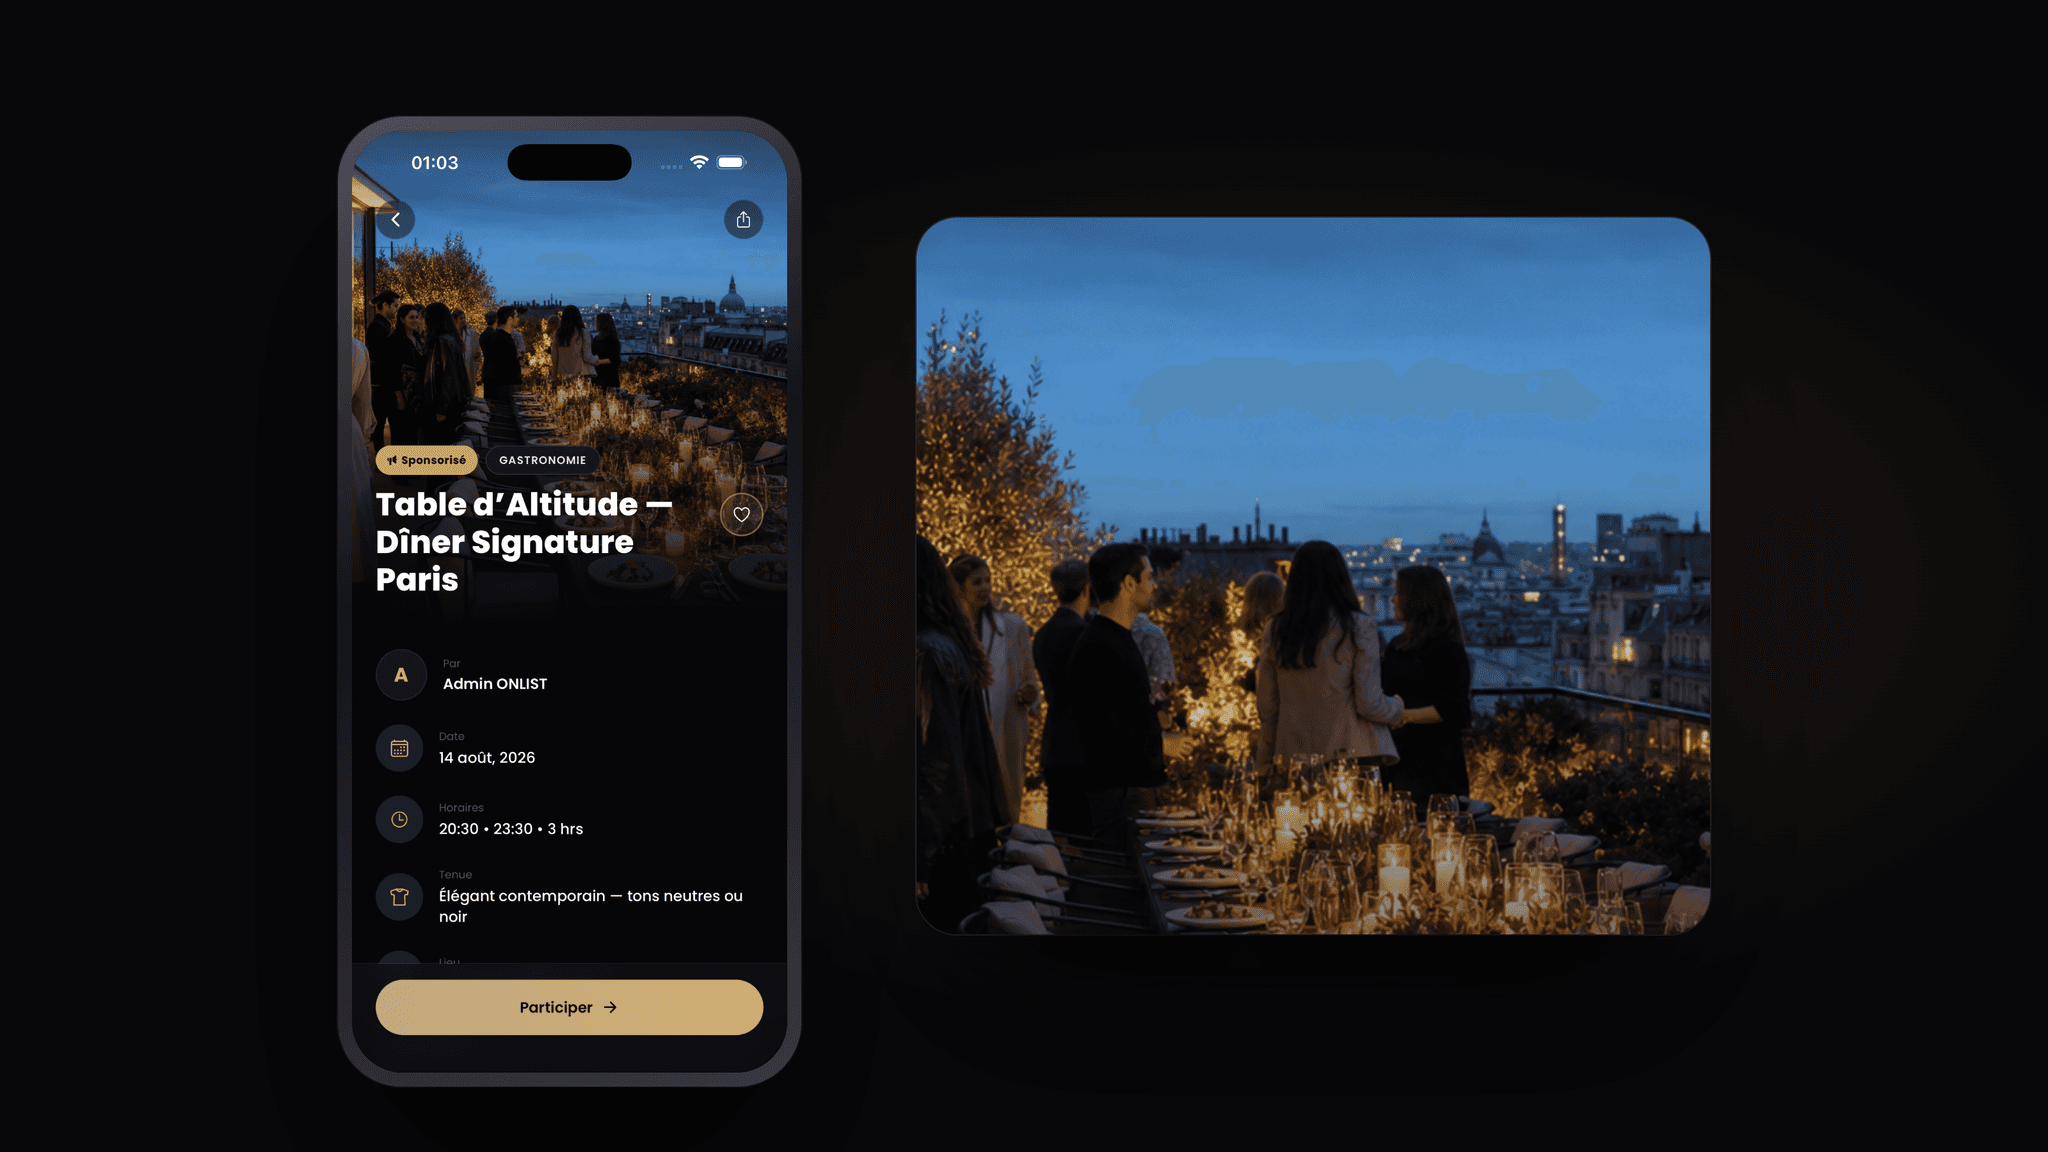 01:03
Sponsorisé
GASTRONOMIE
Table d’Altitude —
Dîner Signature
Paris
A
Par
Admin ONLIST
Date
14 août, 2026
Horaires
20:30 • 23:30 • 3 hrs
Tenue
Élégant contemporain — tons neutres ou
noir
Lieu
Participer →